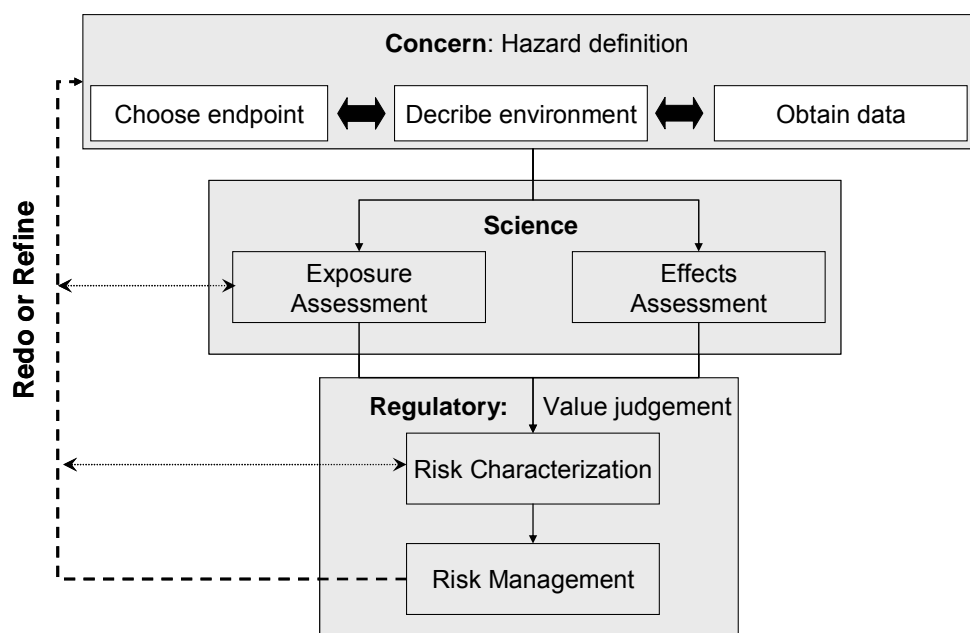 Concern: Hazard definition
Choose endpoint
Decribe environment
Obtain data
Redo or Refine
Science
Exposure
Assessment
Effects
Assessment
Regulatory: Value judgement
Risk Characterization
Risk Management